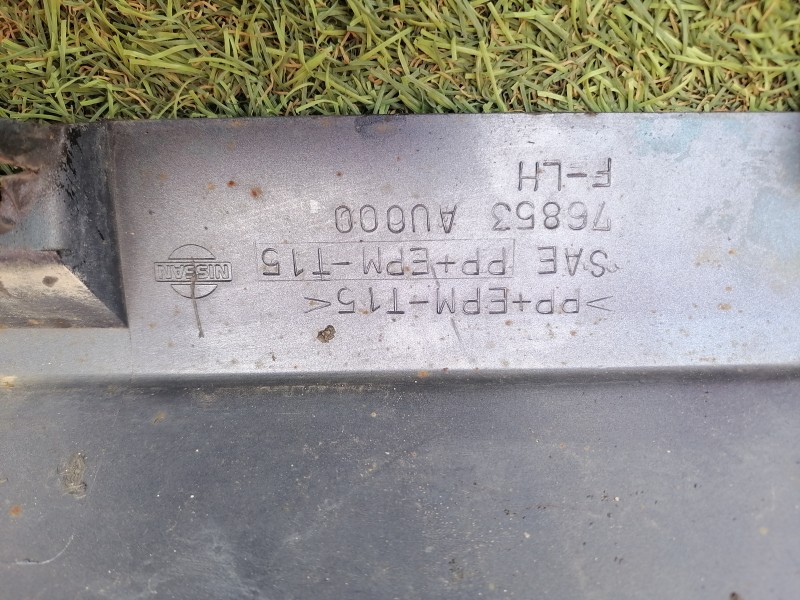 >PP+EPM-T15<
SAE PP+EPM-T15
76853 AU000
F-LH
NISSAN